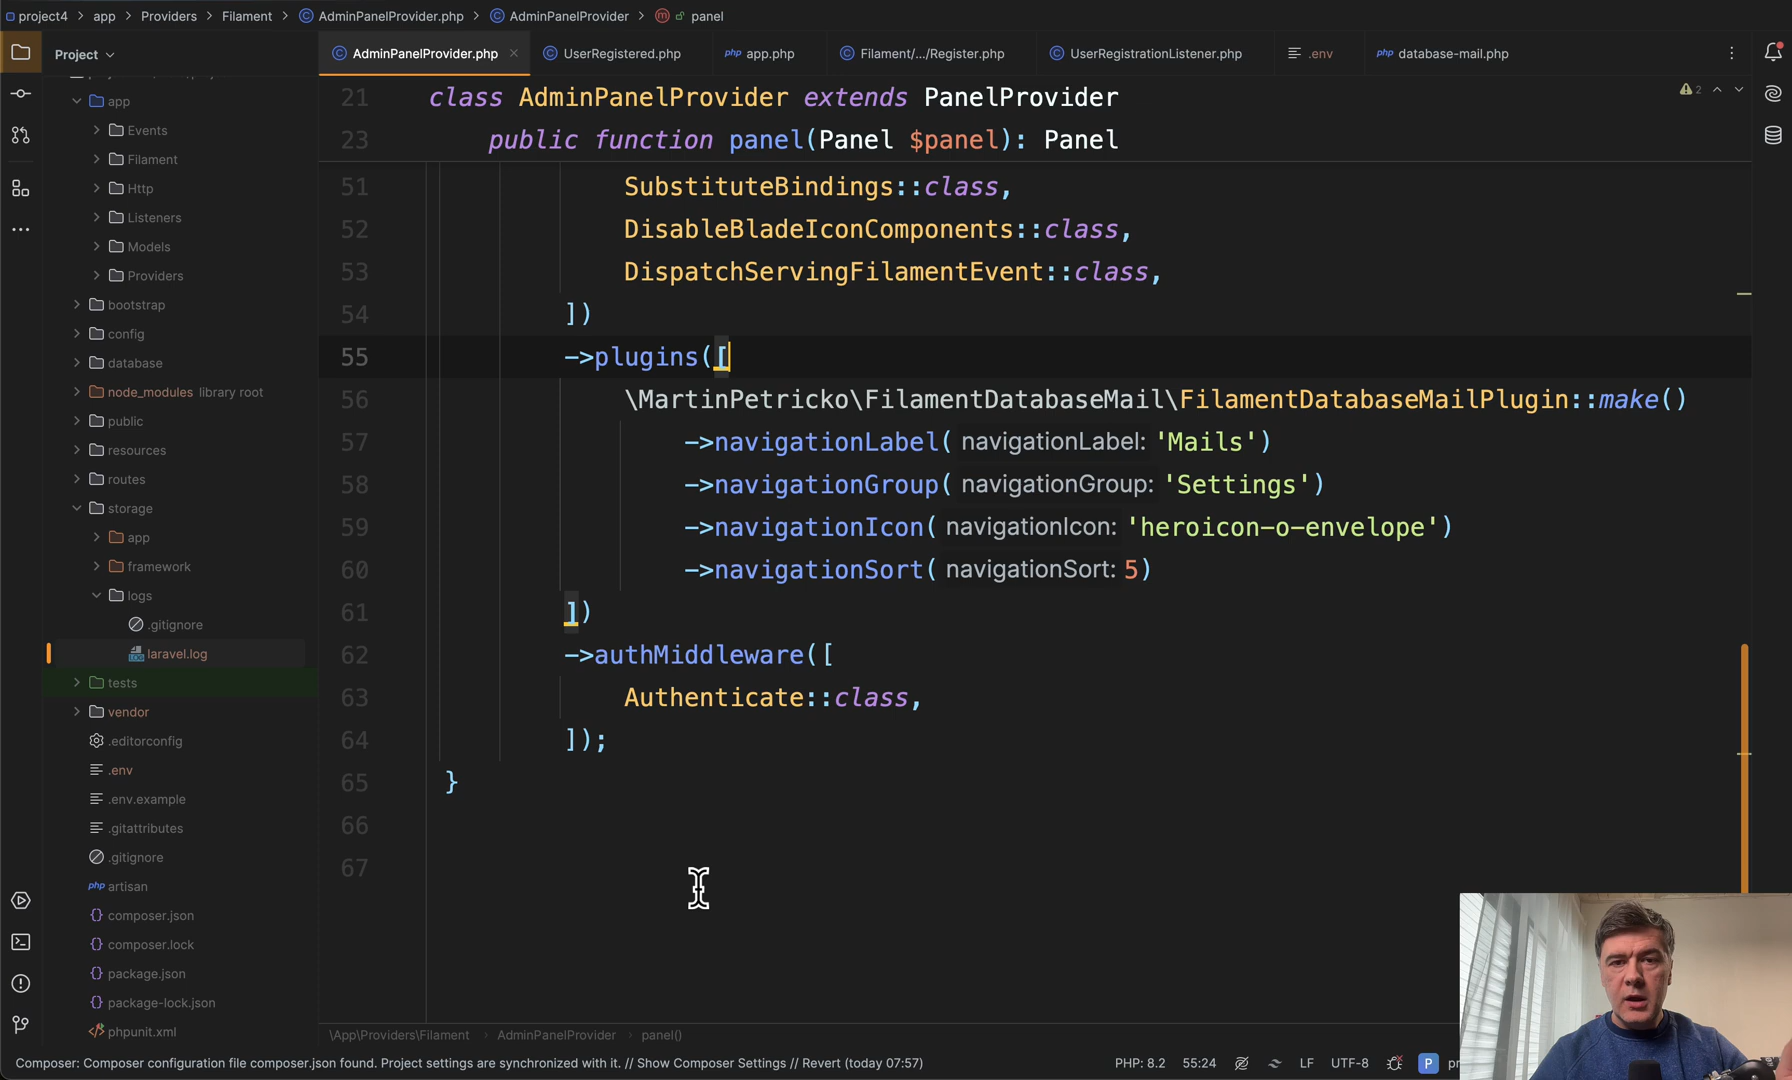 project4 > app > Providers > Filament > AdminPanelProvider.php > AdminPanelProvider > panel
Project
AdminPanelProvider.php
UserRegistered.php
php app.php
Filament/.../Register.php
UserRegistrationListener.php
.env
php database-mail.php
app
Events
Filament
Http
Listeners
Models
Providers
bootstrap
config
database
node_modules library root
public
resources
routes
storage
app
framework
logs
.gitignore
laravel.log
tests
vendor
.editorconfig
.env
.env.example
.gitattributes
.gitignore
php artisan
composer.json
composer.lock
package.json
package-lock.json
phpunit.xml
2
21 class AdminPanelProvider extends PanelProvider
23 public function panel(Panel $panel): Panel
51 SubstituteBindings::class,
52 DisableBladeIconComponents::class,
53 DispatchServingFilamentEvent::class,
54 ])
55 ->plugins([
56 \MartinPetricko\FilamentDatabaseMail\FilamentDatabaseMailPlugin::make()
57 ->navigationLabel( navigationLabel: 'Mails')
58 ->navigationGroup( navigationGroup: 'Settings')
59 ->navigationIcon( navigationIcon: 'heroicon-o-envelope')
60 ->navigationSort( navigationSort: 5)
61 ])
62 ->authMiddleware([
63 Authenticate::class,
64 ]);
65 }
66
67
\App\Providers\Filament > AdminPanelProvider > panel()
Composer: Composer configuration file composer.json found. Project settings are synchronized with it. // Show Composer Settings // Revert (today 07:57)
PHP: 8.2 55:24 LF UTF-8 P